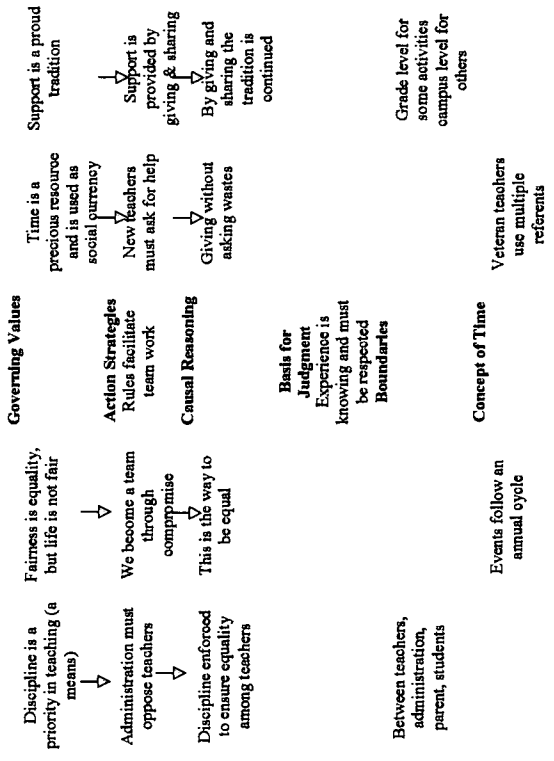 Governing Values
Discipline is a
priority in teaching (a
means)
Fairness is equality,
but life is not fair
Time is a
precious resource
and is used as
social currency
Support is a proud
tradition
Action Strategies
Administration must
oppose teachers
We become a team
through
compromise
Rules facilitate
team work
New teachers
must ask for help
Support is
provided by
giving & sharing
Causal Reasoning
Discipline enforced
to ensure equality
among teachers
This is the way to
be equal
Giving without
asking wastes
By giving and
sharing the
tradition is
continued
Basis for
Judgment
Experience is
knowing and must
be respected
Boundaries
Between teachers,
administration,
parent, students
Grade level for
some activities
campus level for
others
Concept of Time
Events follow an
annual cycle
Veteran teachers
use multiple
referents